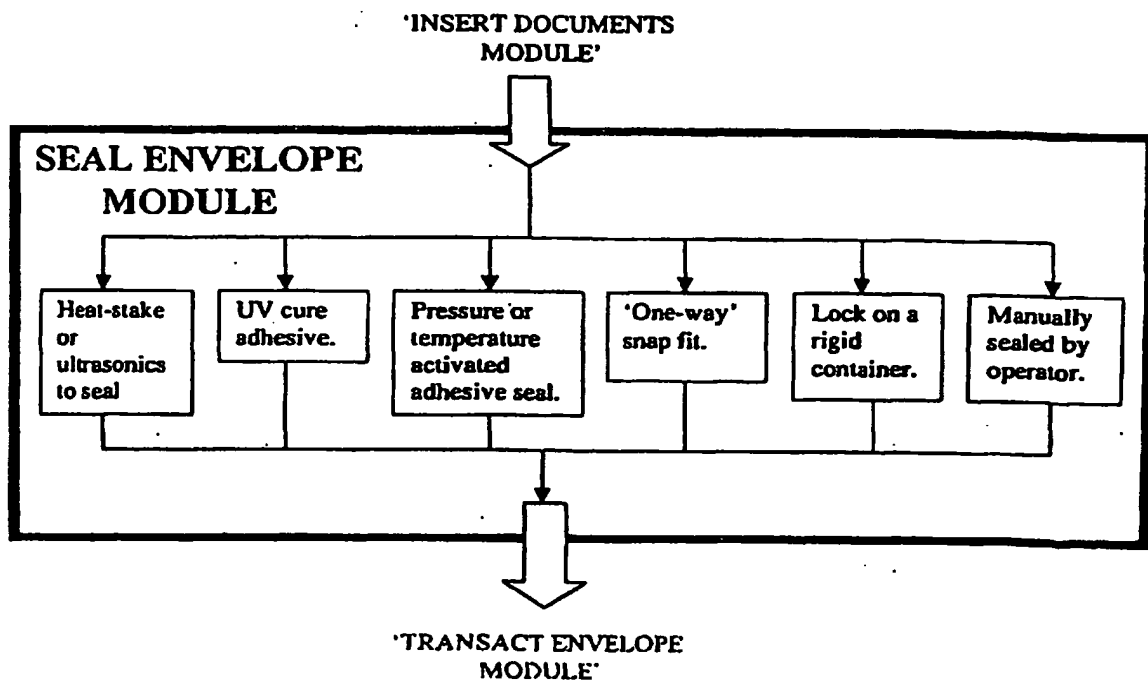 'INSERT DOCUMENTS
MODULE'
SEAL ENVELOPE
MODULE
Heat-stake
or
ultrasonics
to seal
UV cure
adhesive.
Pressure or
temperature
activated
adhesive seal.
'One-way'
snap fit.
Lock on a
rigid
container.
Manually
sealed by
operator.
'TRANSACT ENVELOPE
MODULE'